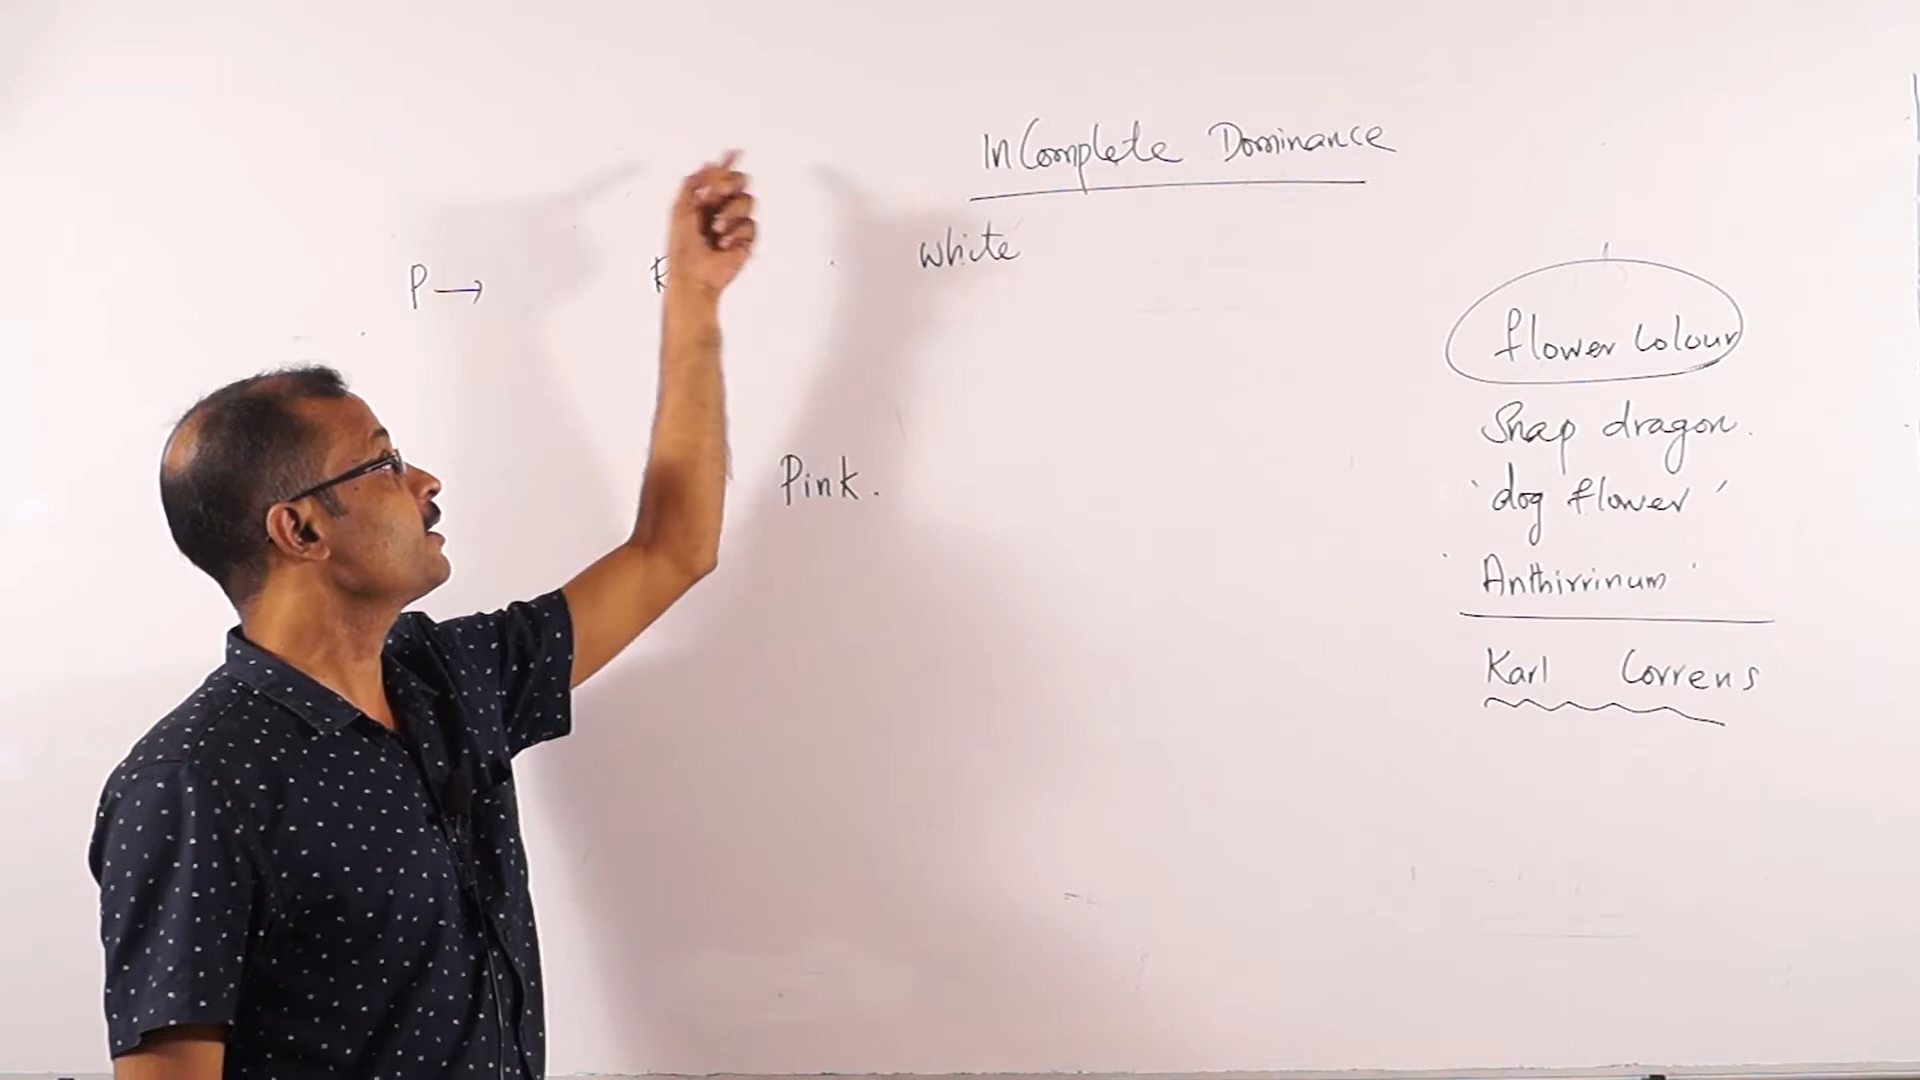 InComplete Dominance
white
P →
Pink.
flower colour
Snap dragon.
'dog flower'
'Anthirrinum'
Karl Correns